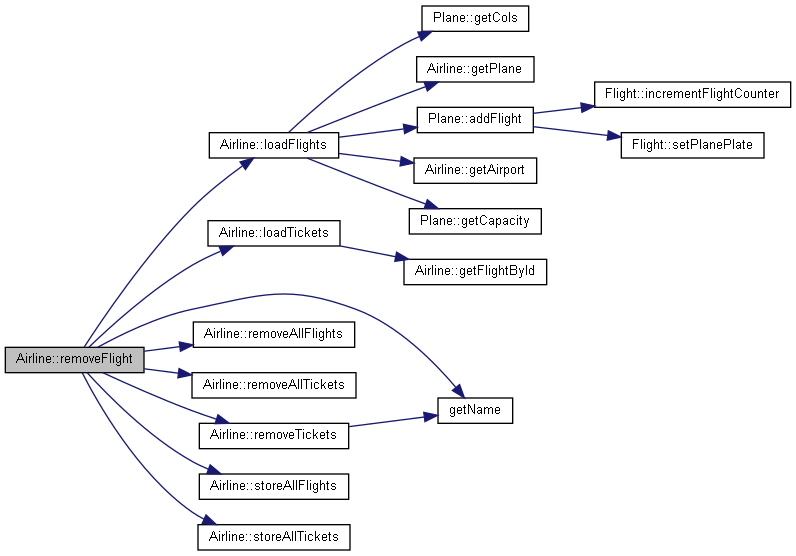 Plane::getCols
Airline::getPlane
Flight::incrementFlightCounter
Plane::addFlight
Airline::loadFlights
Flight::setPlanePlate
Airline::getAirport
Plane::getCapacity
Airline::loadTickets
Airline::getFlightById
Airline::removeAllFlights
Airline::removeFlight
Airline::removeAllTickets
getName
Airline::removeTickets
Airline::storeAllFlights
Airline::storeAllTickets